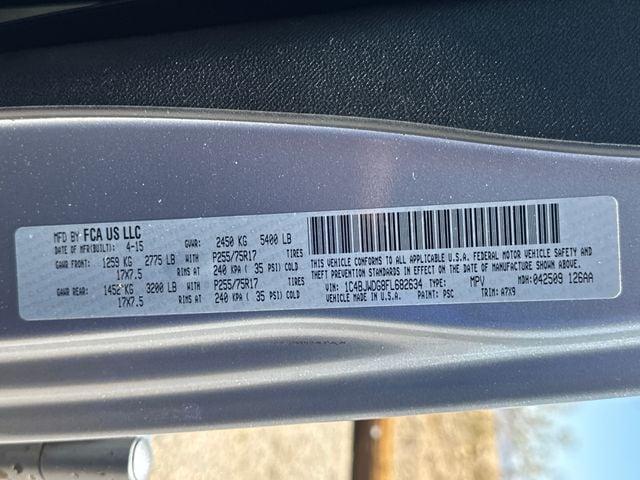 MFD BY FCA US LLC
DATE OF MFR(BUILT): 4-15 GVWR: 2450 KG 5400 LB
GAWR FRONT: 1259 KG 2775 LB WITH P255/75R17 TIRES
17X7.5 RIMS AT 240 KPA ( 35 PSI) COLD
GAWR REAR: 1452 KG 3200 LB WITH P255/75R17 TIRES
17X7.5 RIMS AT 240 KPA ( 35 PSI) COLD
THIS VEHICLE CONFORMS TO ALL APPLICABLE U.S.A. FEDERAL MOTOR VEHICLE SAFETY AND
THEFT PREVENTION STANDARDS IN EFFECT ON THE DATE OF MANUFACTURE SHOWN ABOVE.
VIN: 1C4BJWDG8FL682634 TYPE: MPV MDH: 042509 126AA
MADE IN U.S.A. PAINT: PSC TRIM: A7X9